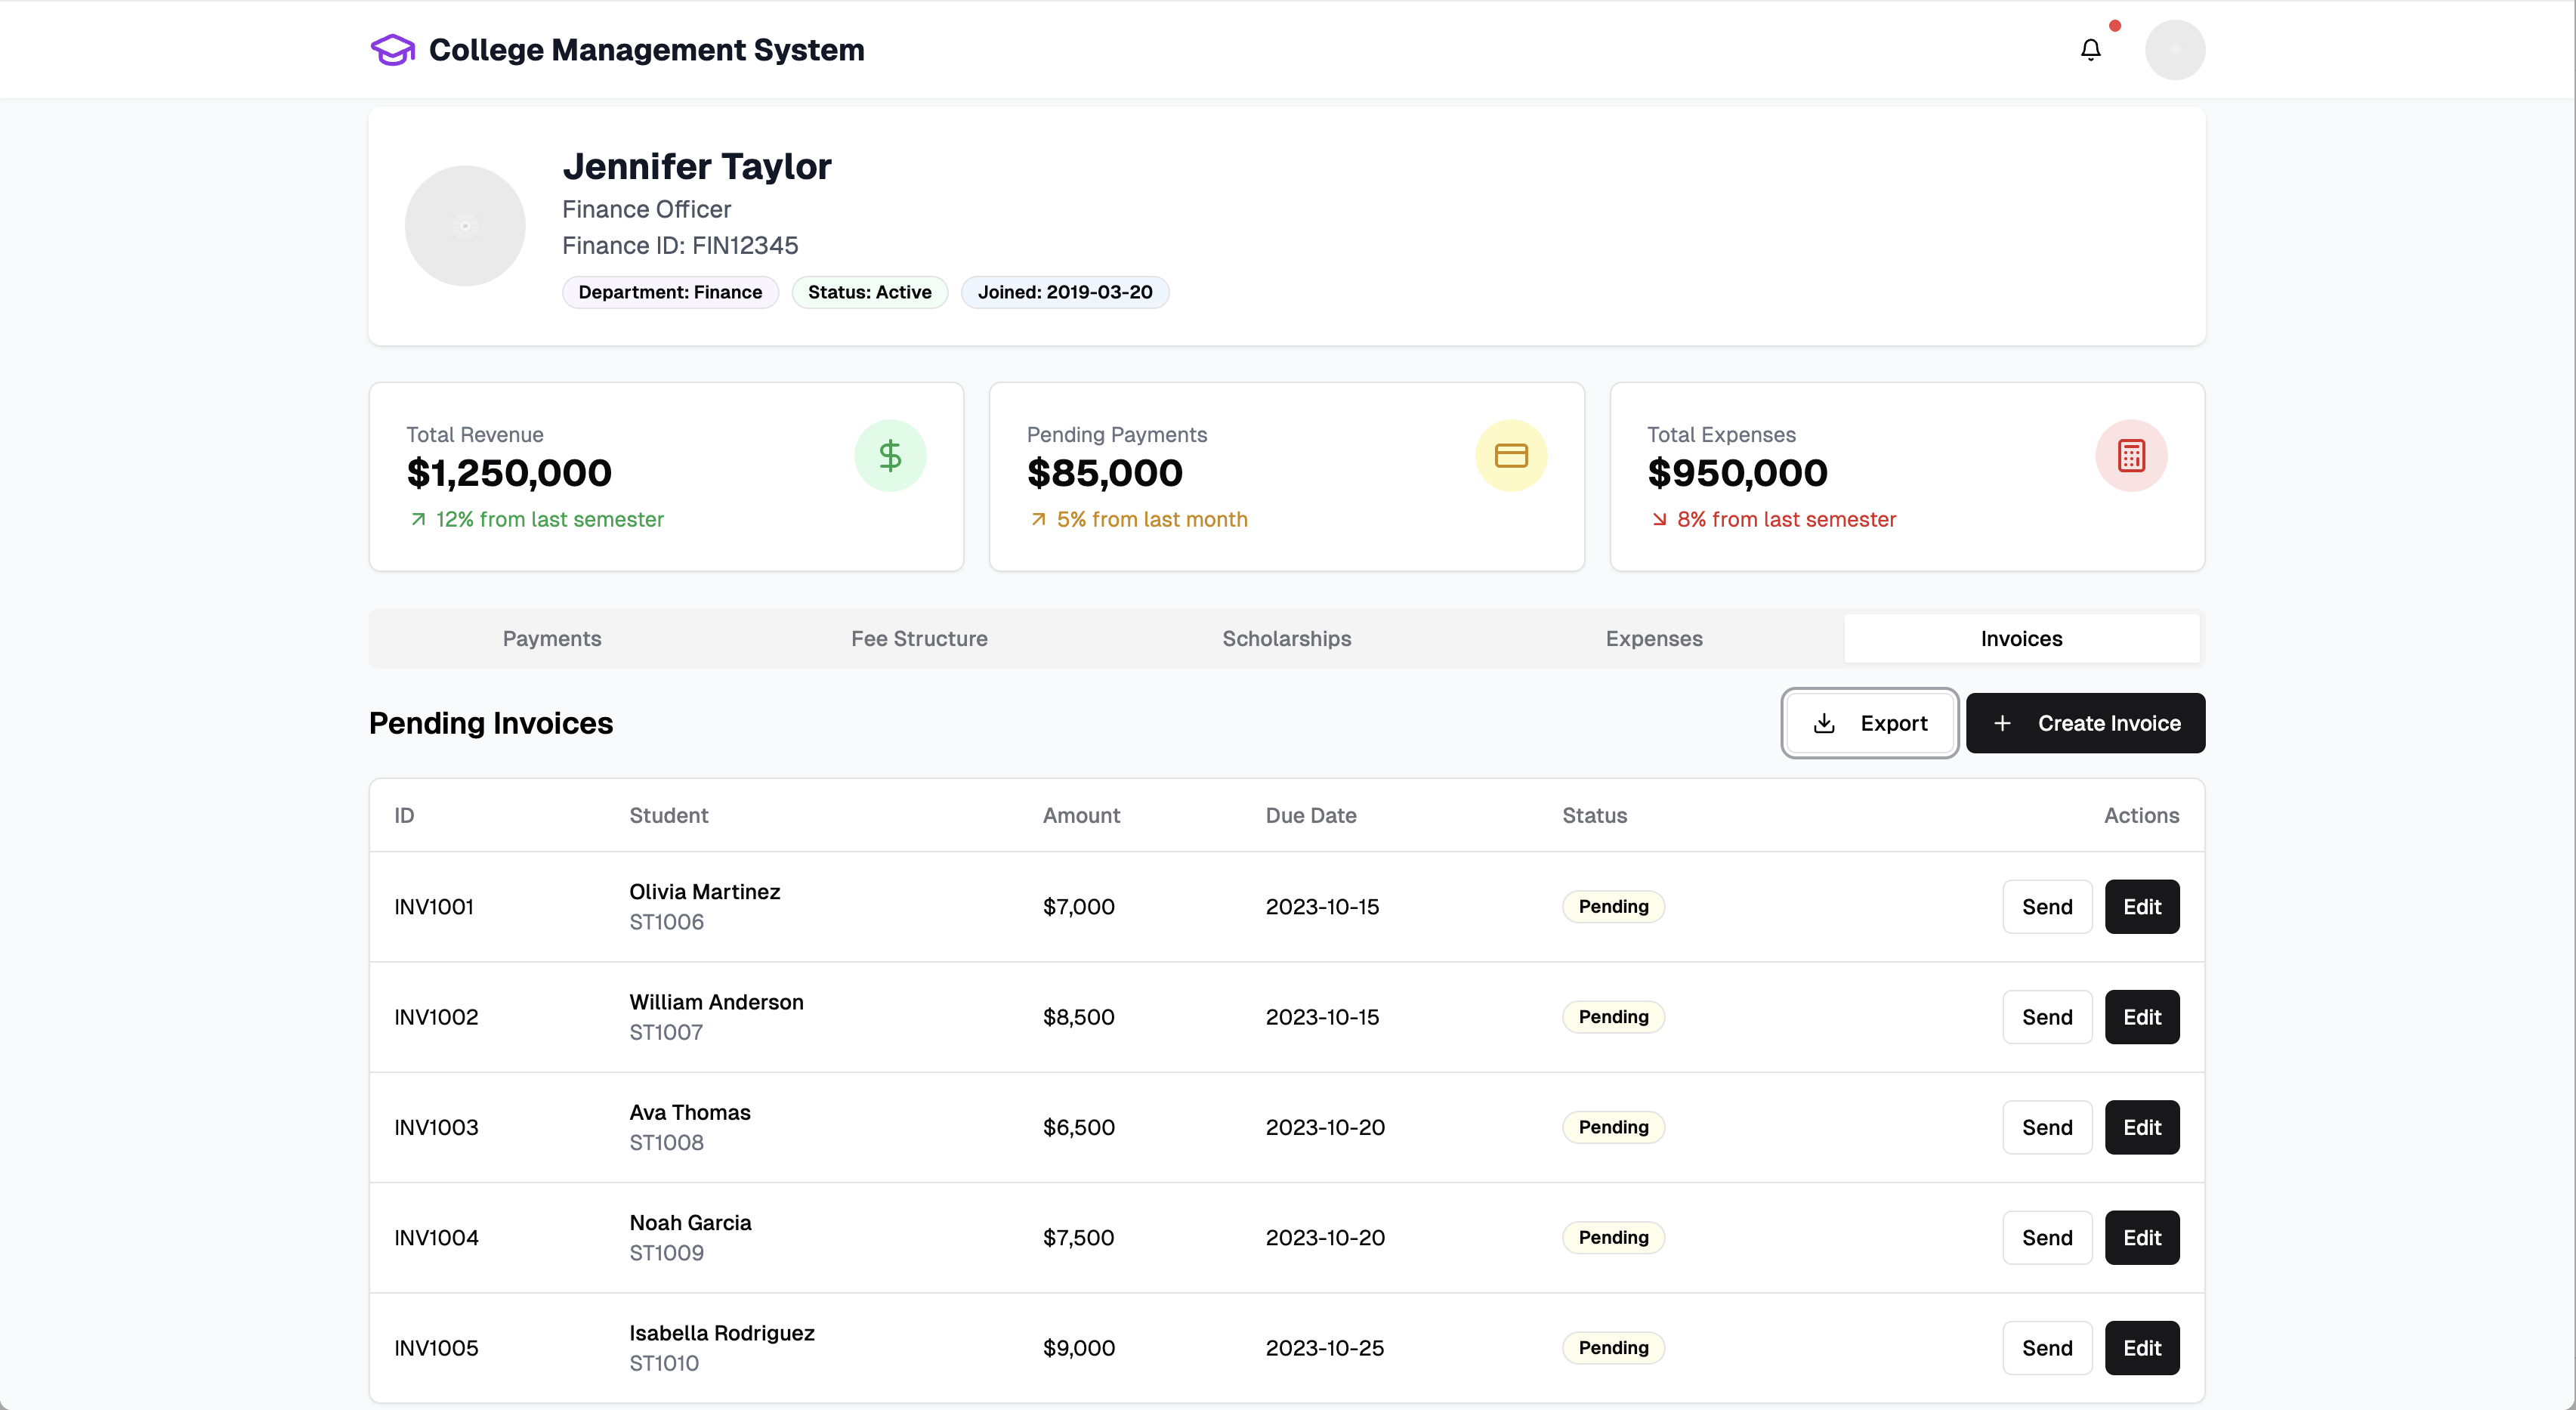 College Management System
Jennifer Taylor
Finance Officer
Finance ID: FIN12345
Department: Finance Status: Active Joined: 2019-03-20
Total Revenue
$1,250,000
12% from last semester
Pending Payments
$85,000
5% from last month
Total Expenses
$950,000
8% from last semester
Payments Fee Structure Scholarships Expenses Invoices
Pending Invoices Export Create Invoice
ID Student Amount Due Date Status Actions
INV1001 Olivia Martinez $7,000 2023-10-15 Pending Send Edit
ST1006
INV1002 William Anderson $8,500 2023-10-15 Pending Send Edit
ST1007
INV1003 Ava Thomas $6,500 2023-10-20 Pending Send Edit
ST1008
INV1004 Noah Garcia $7,500 2023-10-20 Pending Send Edit
ST1009
INV1005 Isabella Rodriguez $9,000 2023-10-25 Pending Send Edit
ST1010